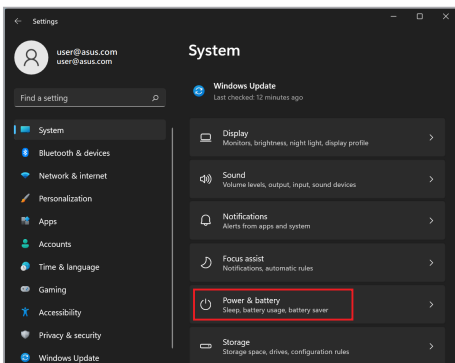 Settings
user@asus.com
user@asus.com
Find a setting
System
Bluetooth & devices
Network & internet
Personalization
Apps
Accounts
Time & language
Gaming
Accessibility
Privacy & security
Windows Update
System
Windows Update
Last checked: 12 minutes ago
Display
Monitors, brightness, night light, display profile
Sound
Volume levels, output, input, sound devices
Notifications
Alerts from apps and system
Focus assist
Notifications, automatic rules
Power & battery
Sleep, battery usage, battery saver
Storage
Storage space, drives, configuration rules